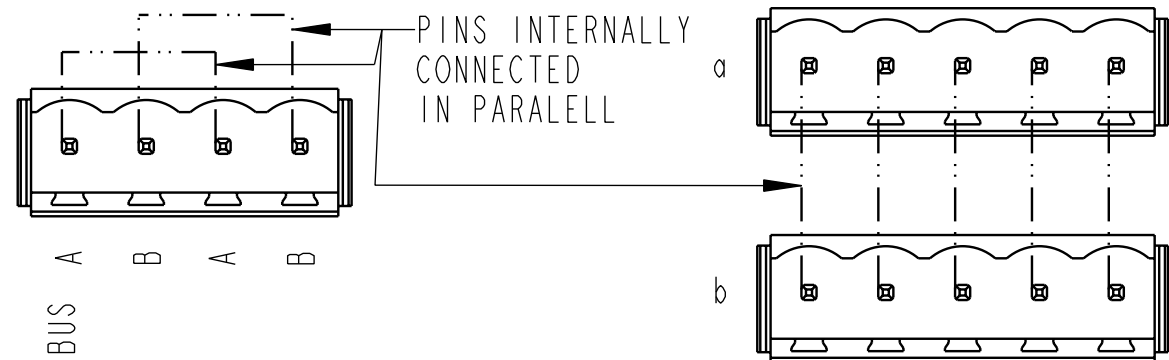 PINS INTERNALLY
CONNECTED
IN PARALELL
a
b
A B A B
BUS